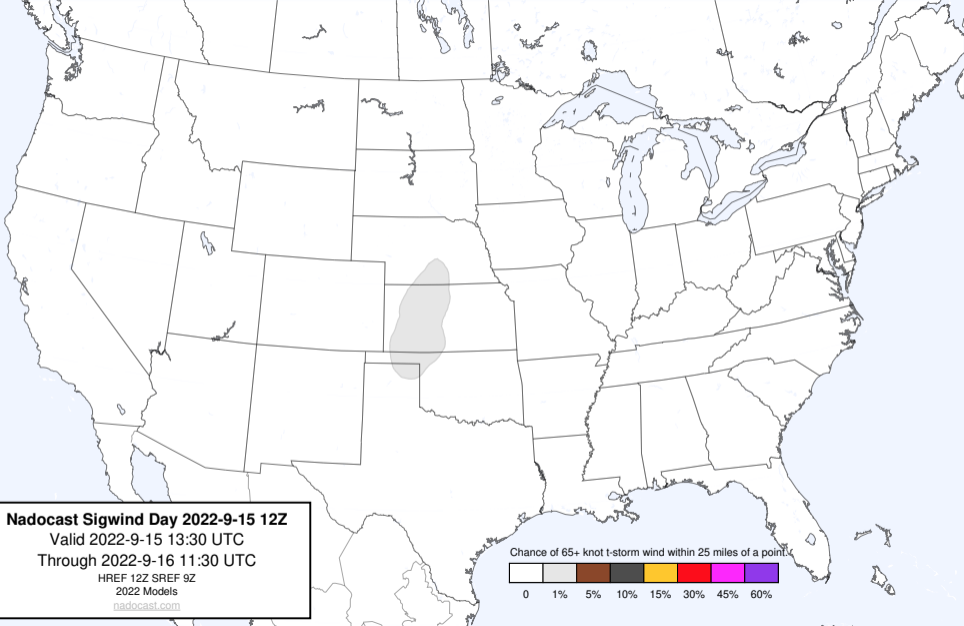 Nadocast Sigwind Day 2022-9-15 12Z
Valid 2022-9-15 13:30 UTC
Through 2022-9-16 11:30 UTC
HREF 12Z SREF 9Z
2022 Models
nadocast.com
Chance of 65+ knot t-storm wind within 25 miles of a point.
0 1% 5% 10% 15% 30% 45% 60%